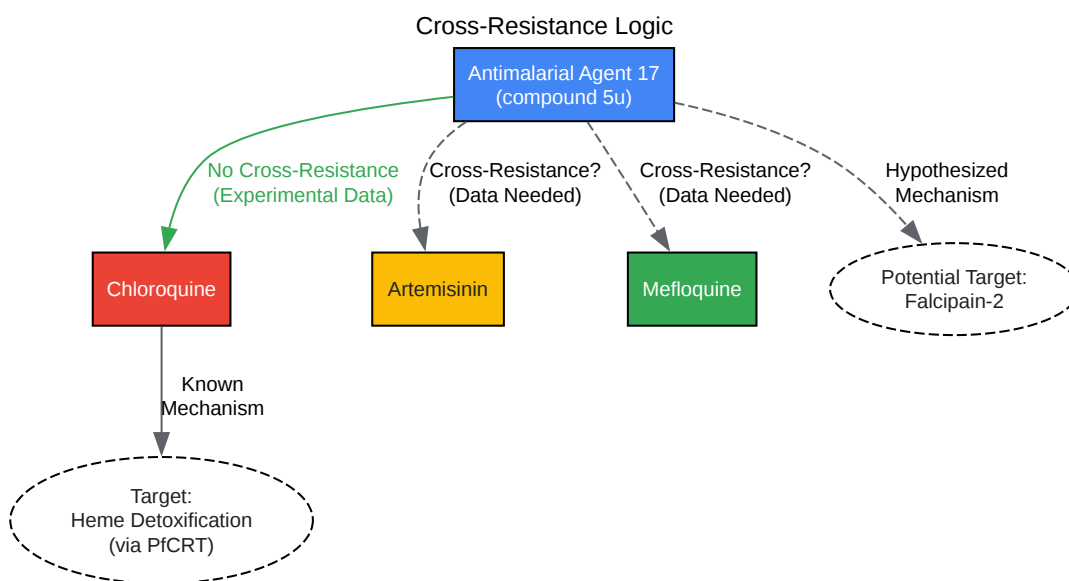 Cross-Resistance Logic
Antimalarial Agent 17
(compound 5u)
No Cross-Resistance
(Experimental Data)
Cross-Resistance?
(Data Needed)
Cross-Resistance?
(Data Needed)
Hypothesized
Mechanism
Chloroquine
Artemisinin
Mefloquine
Potential Target:
Falcipain-2
Known
Mechanism
Target:
Heme Detoxification
(via PfCRT)